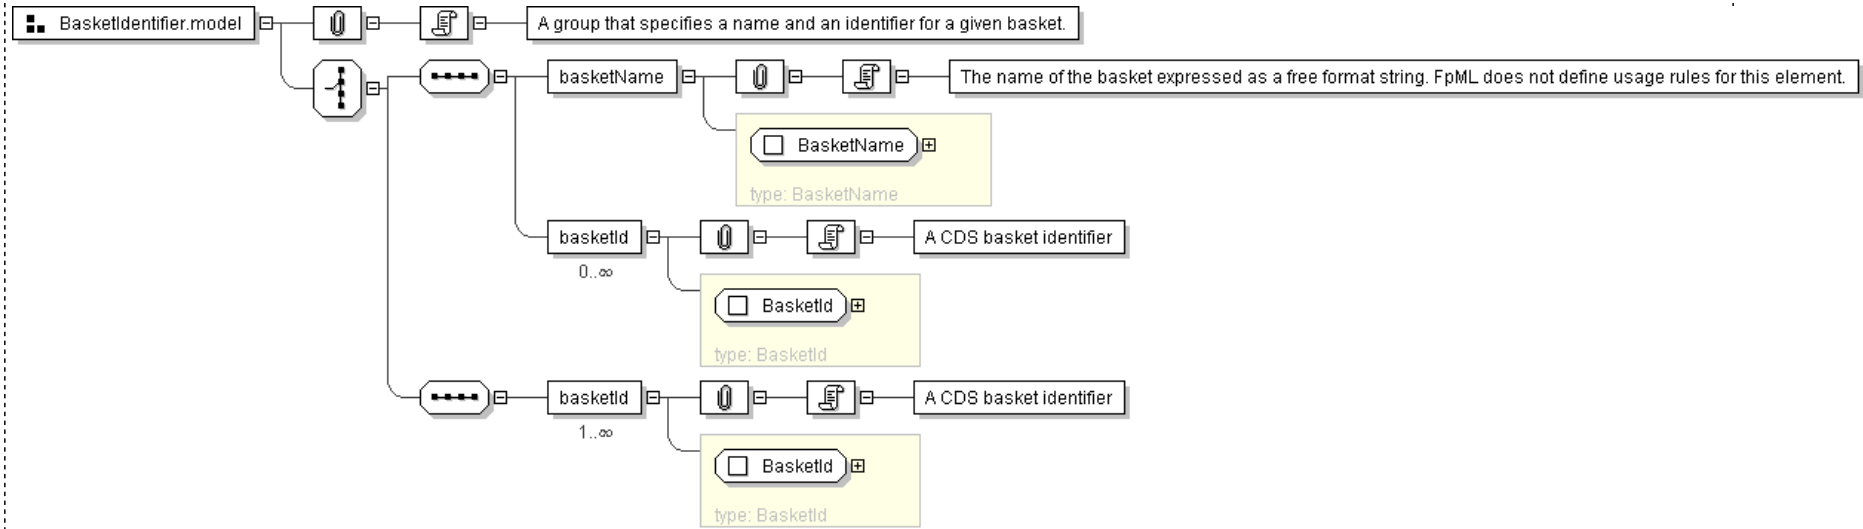 BasketIdentifier.model
A group that specifies a name and an identifier for a given basket.
basketName
The name of the basket expressed as a free format string. FpML does not define usage rules for this element.
BasketName
type: BasketName
basketId
A CDS basket identifier
0..∞
BasketId
type: BasketId
basketId
A CDS basket identifier
1..∞
BasketId
type: BasketId